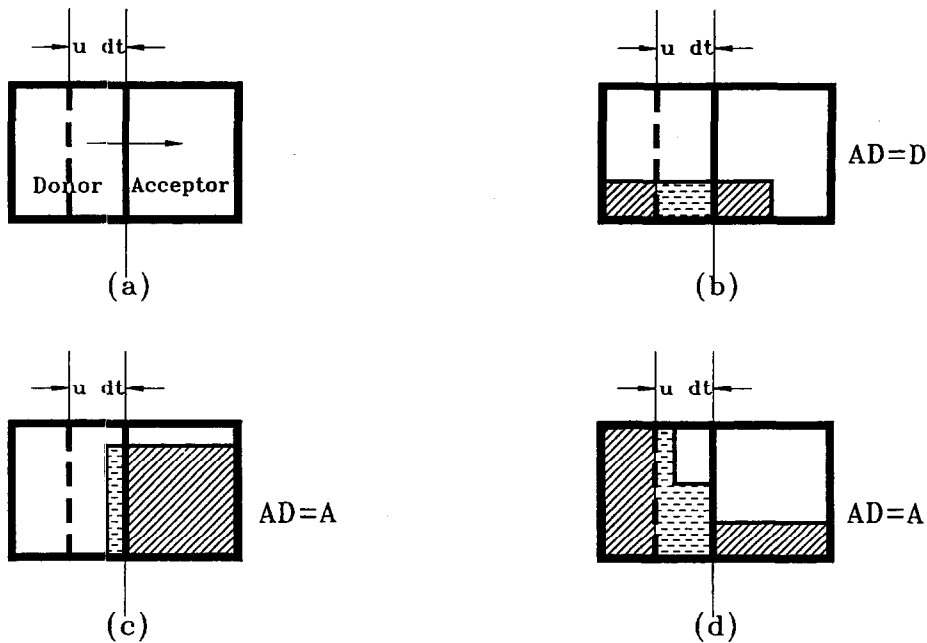 u dt
Donor Acceptor
(a)
u dt
AD=D
(b)
u dt
AD=A
(c)
u dt
AD=A
(d)